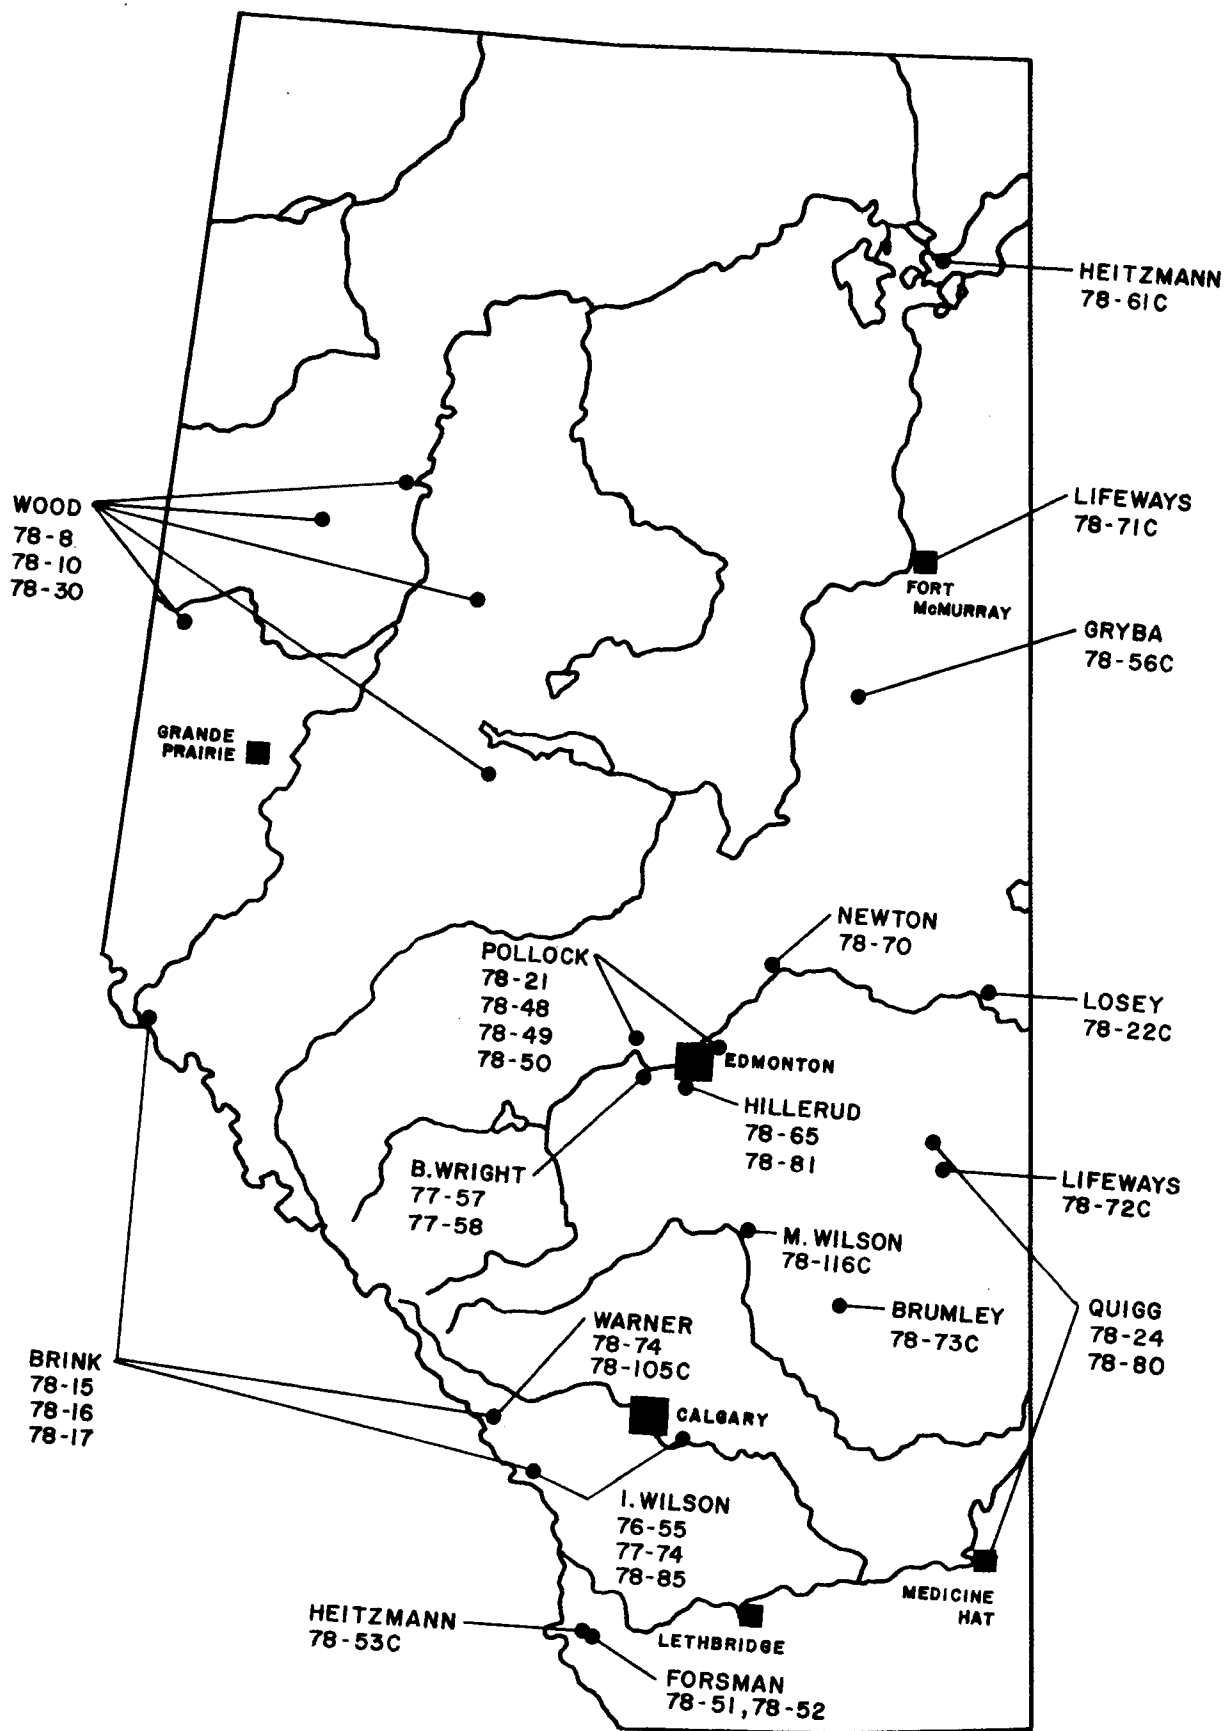 HEITZMANN
78-61C
WOOD
78-8
78-10
78-30
LIFEWAYS
78-71C
FORT
McMURRAY
GRYBA
78-56C
GRANDE
PRAIRIE
NEWTON
78-70
POLLOCK
78-21
78-48
78-49
78-50
LOSEY
78-22C
EDMONTON
HILLERUD
78-65
78-81
B.WRIGHT
77-57
77-58
LIFEWAYS
78-72C
M. WILSON
78-116C
BRUMLEY
78-73C
QUIGG
78-24
78-80
WARNER
78-74
78-105C
BRINK
78-15
78-16
78-17
CALGARY
I. WILSON
76-55
77-74
78-85
MEDICINE
HAT
HEITZMANN
78-53C
LETHBRIDGE
FORSMAN
78-51, 78-52